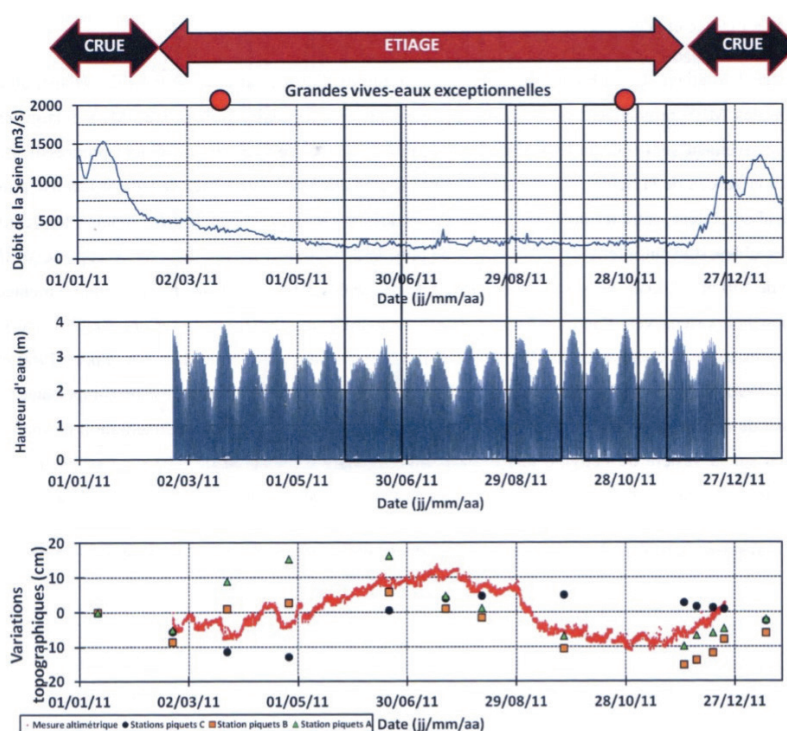 CRUE ETIAGE CRUE
Grandes vives-eaux exceptionnelles
Débit de la Seine (m3/s)
2000
1500
1000
500
0
01/01/11 02/03/11 01/05/11 30/06/11 29/08/11 28/10/11 27/12/11
Date (jj/mm/aa)
Hauteur d'eau (m)
4
3
2
1
0
01/01/11 02/03/11 01/05/11 30/06/11 29/08/11 28/10/11 27/12/11
Date (jj/mm/aa)
Variations
topographiques (cm)
20
10
0
-10
-20
01/01/11 02/03/11 01/05/11 30/06/11 29/08/11 28/10/11 27/12/11
Date (jj/mm/aa)
Mesure altimétrique Stations piquets C Station piquets B Station piquets A